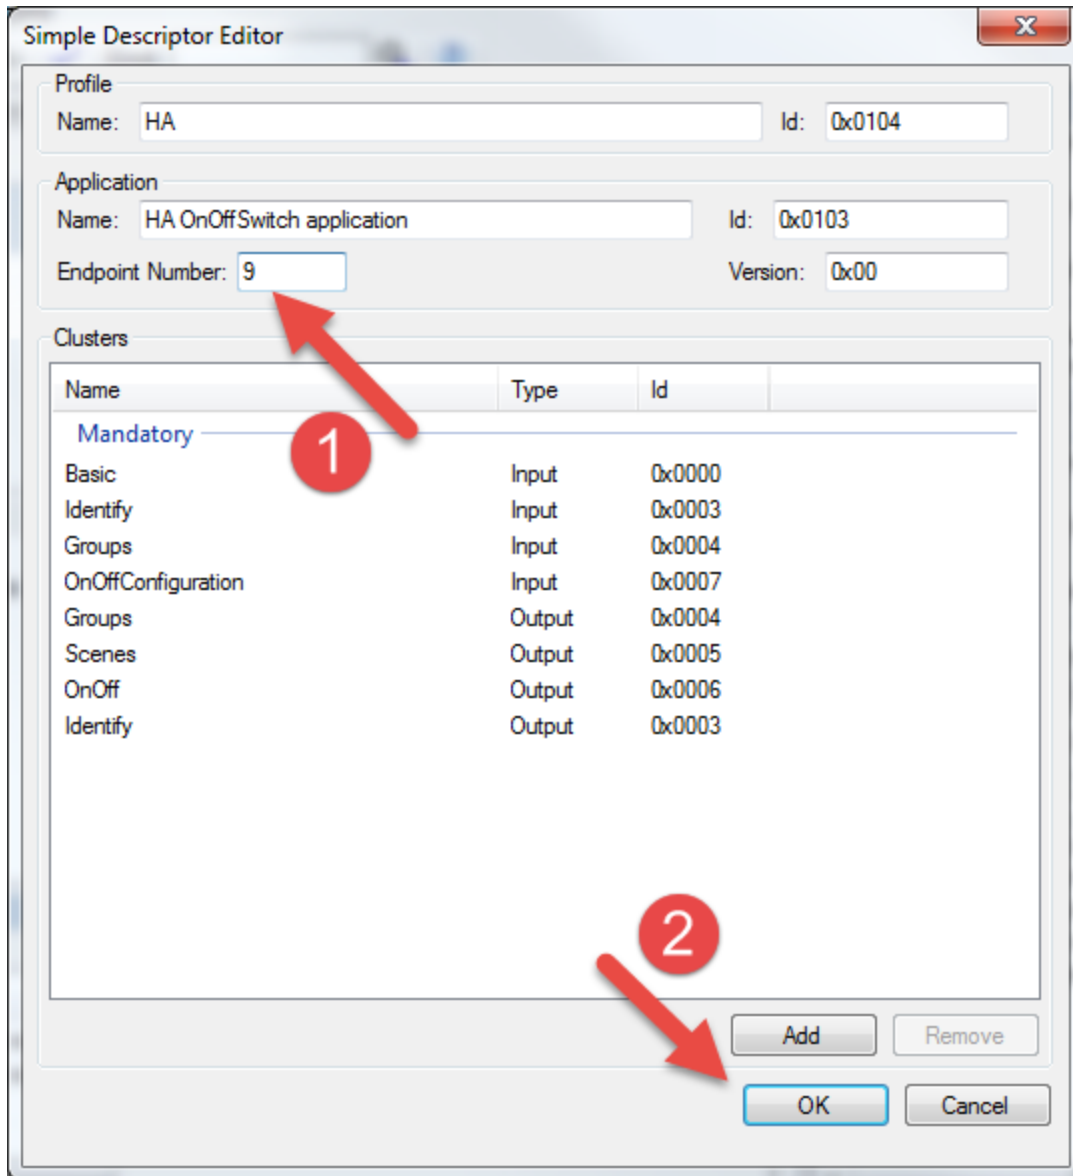 Simple Descriptor Editor
Profile
Name: HA Id: 0x0104
Application
Name: HA OnOffSwitch application Id: 0x0103
Endpoint Number: 9 Version: 0x00
Clusters
Name Type Id
Mandatory
1
Basic Input 0x0000
Identify Input 0x0003
Groups Input 0x0004
OnOffConfiguration Input 0x0007
Groups Output 0x0004
Scenes Output 0x0005
OnOff Output 0x0006
Identify Output 0x0003
2
Add Remove
OK Cancel